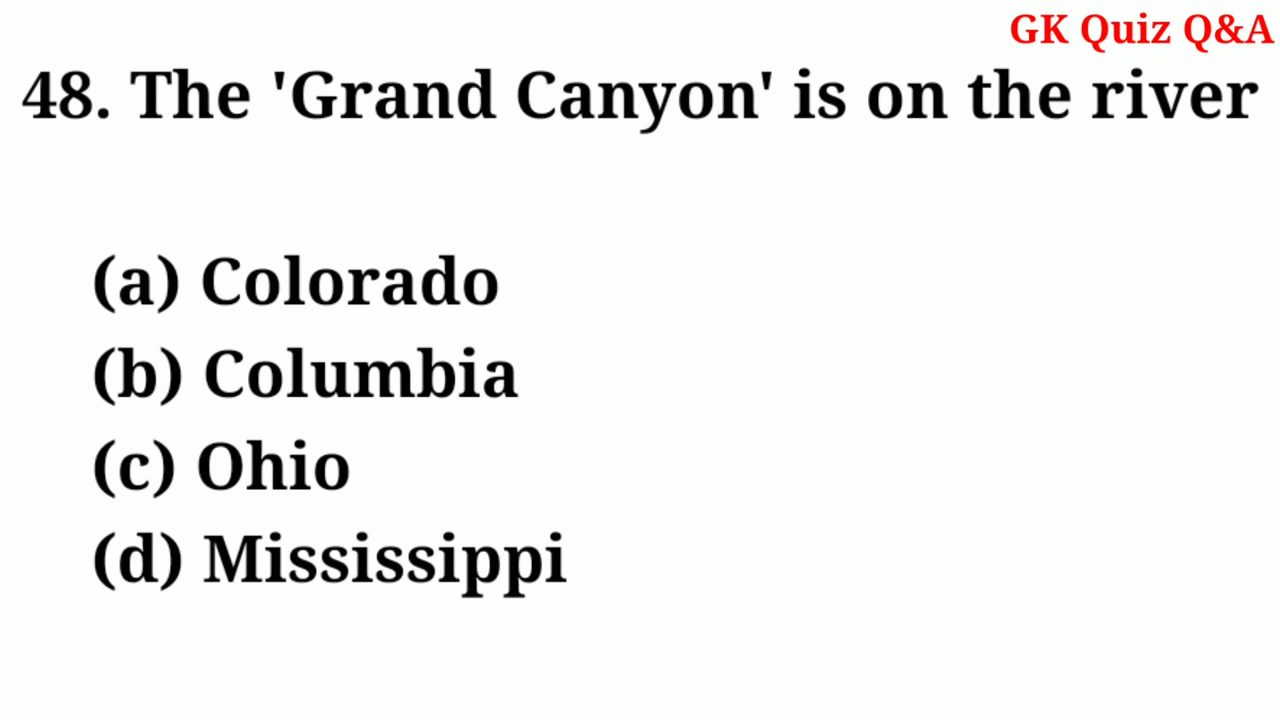 GK Quiz Q&A
48. The 'Grand Canyon' is on the river
(a) Colorado
(b) Columbia
(c) Ohio
(d) Mississippi